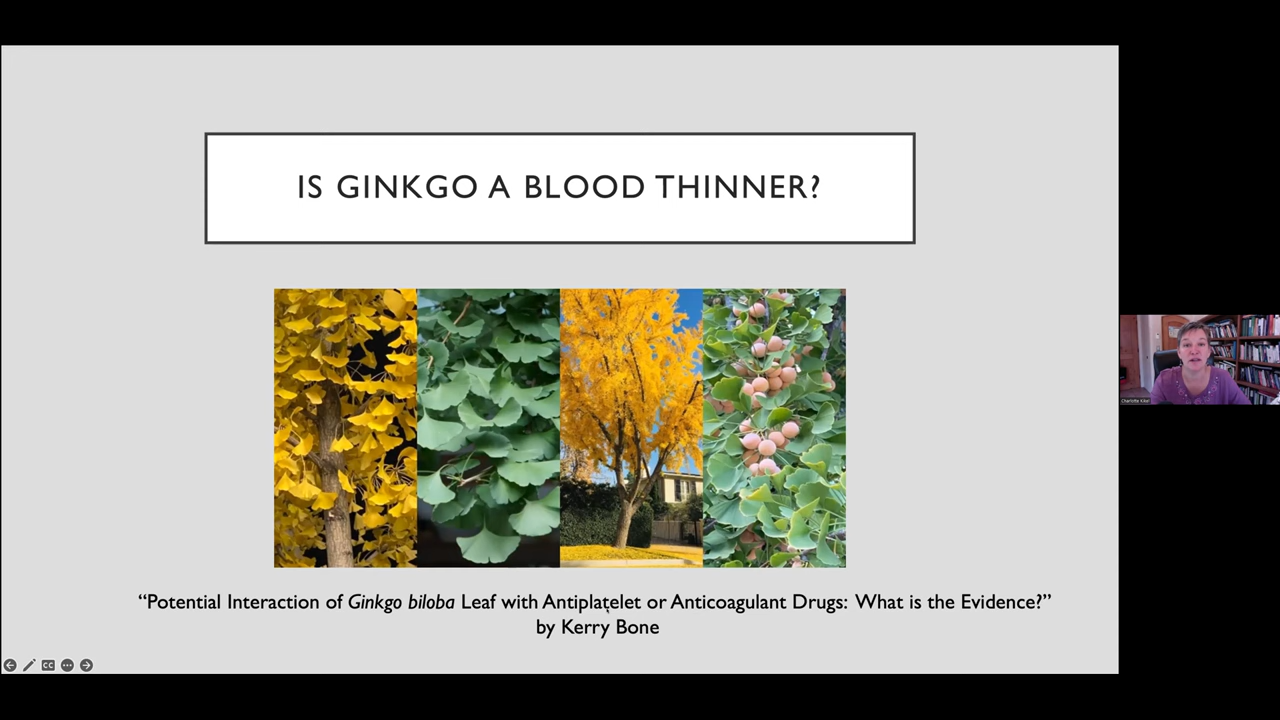 IS GINKGO A BLOOD THINNER?
“Potential Interaction of Ginkgo biloba Leaf with Antiplatelet or Anticoagulant Drugs: What is the Evidence?”
by Kerry Bone
CC